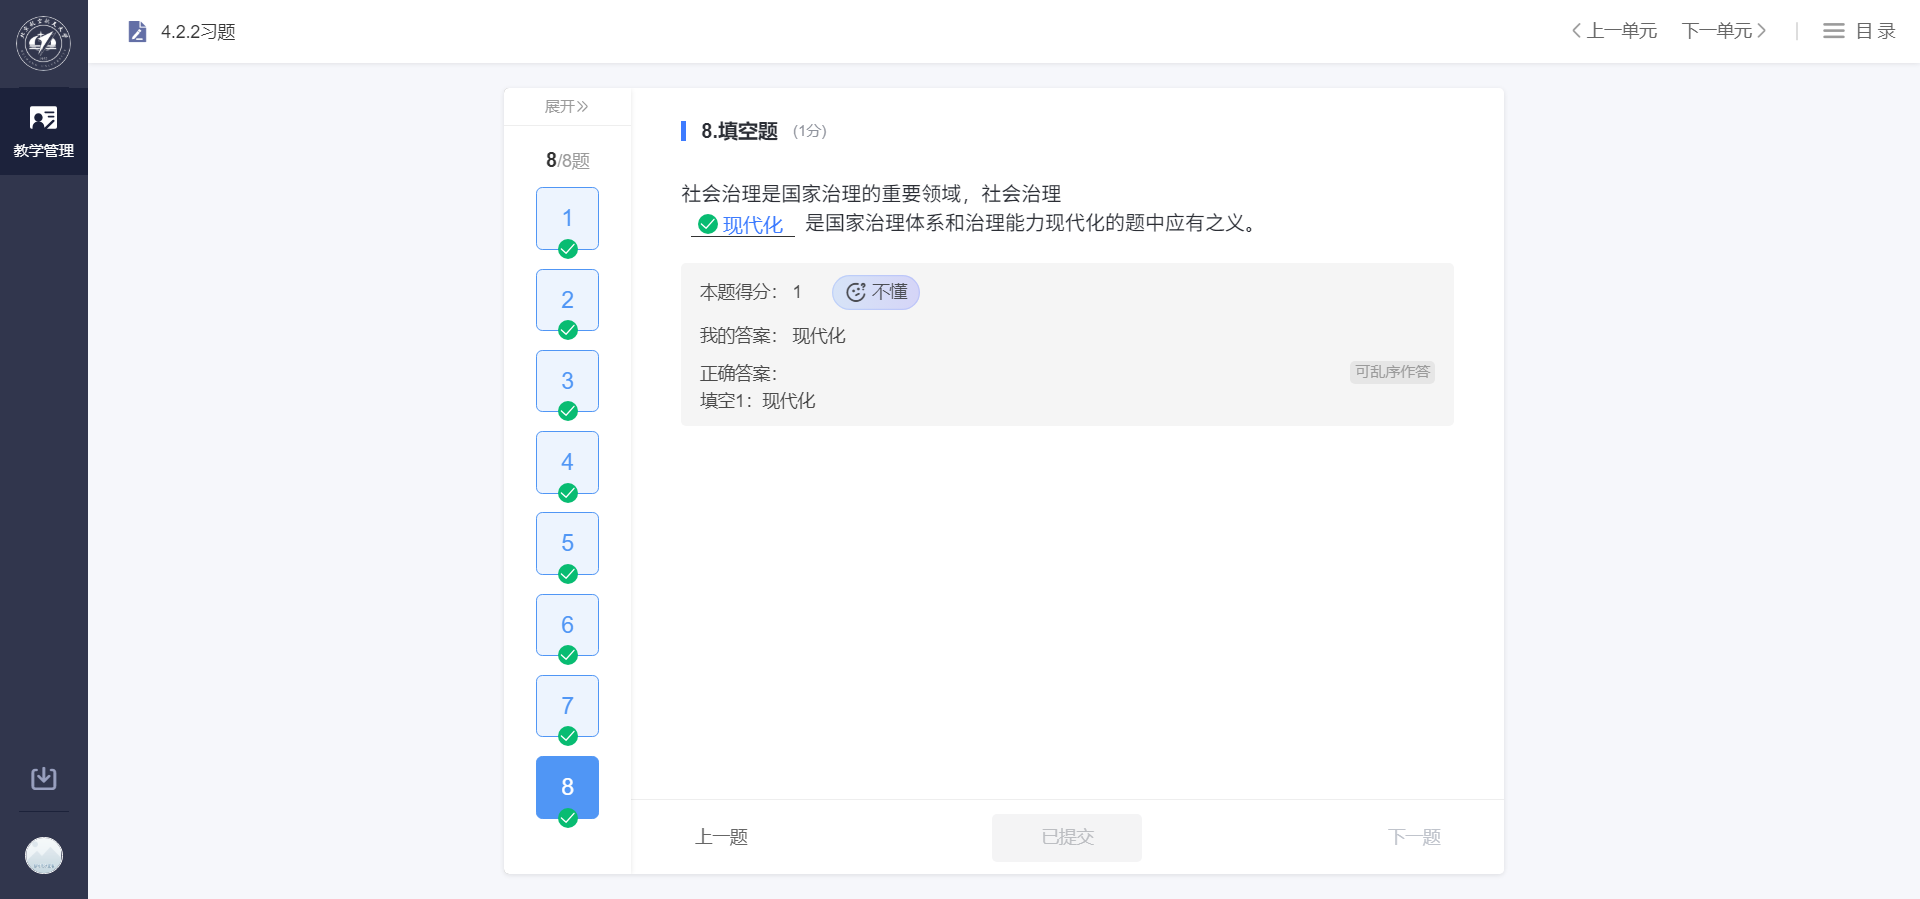 4.2.2习题
上一单元
下一单元
目录
教学管理
展开
8/8题
1
2
3
4
5
6
7
8
8.填空题 (1分)
社会治理是国家治理的重要领域，社会治理
现代化 是国家治理体系和治理能力现代化的题中应有之义。
本题得分： 1 不懂
我的答案： 现代化
正确答案： 可乱序作答
填空1：现代化
上一题
已提交
下一题